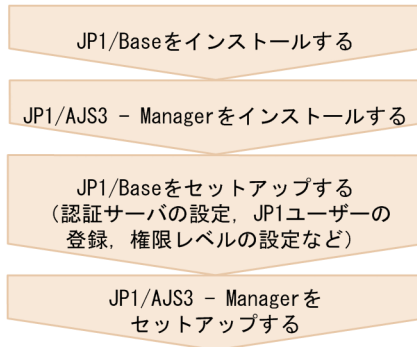 JP1/Baseをインストールする
JP1/AJS3 - Managerをインストールする
JP1/Baseをセットアップする
（認証サーバの設定，JP1ユーザーの
登録，権限レベルの設定など）
JP1/AJS3 - Managerを
セットアップする